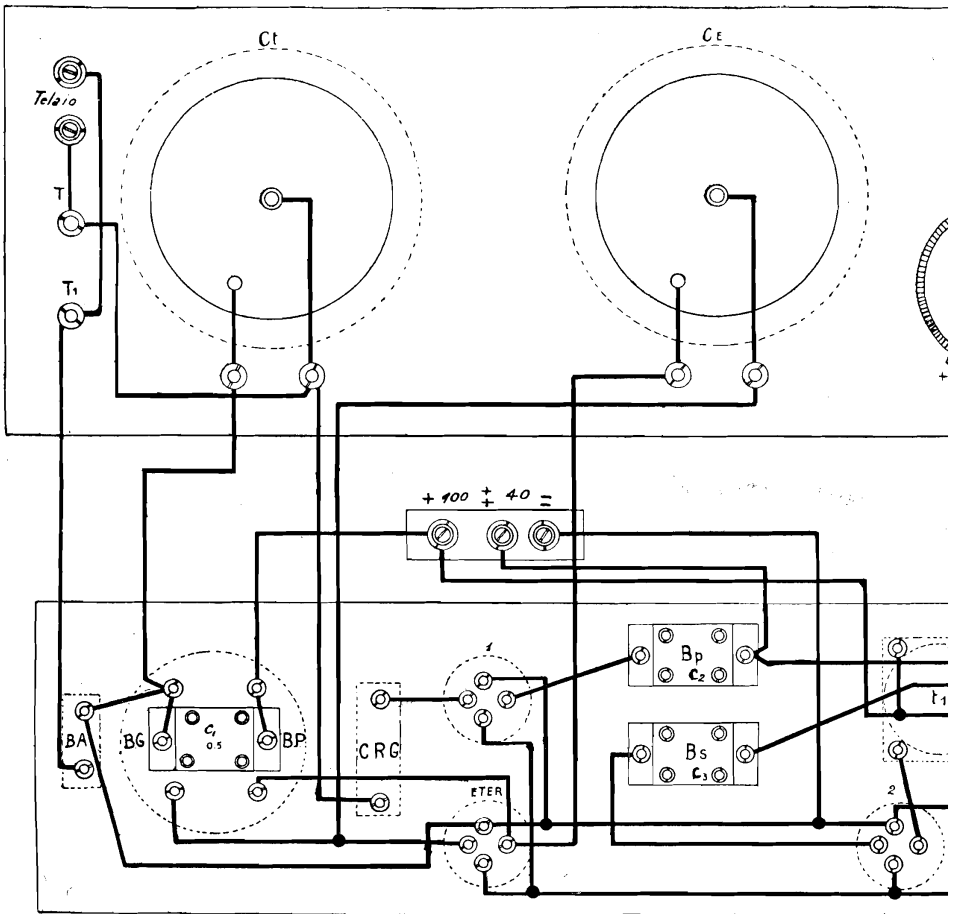 Ct
CE
Telaio
T
T1
+
+ 100 ± + 40 =
1
Bp
C2
t1
BA
BG
C1
0.5
BP
CRG
Bs
C3
ETER
2